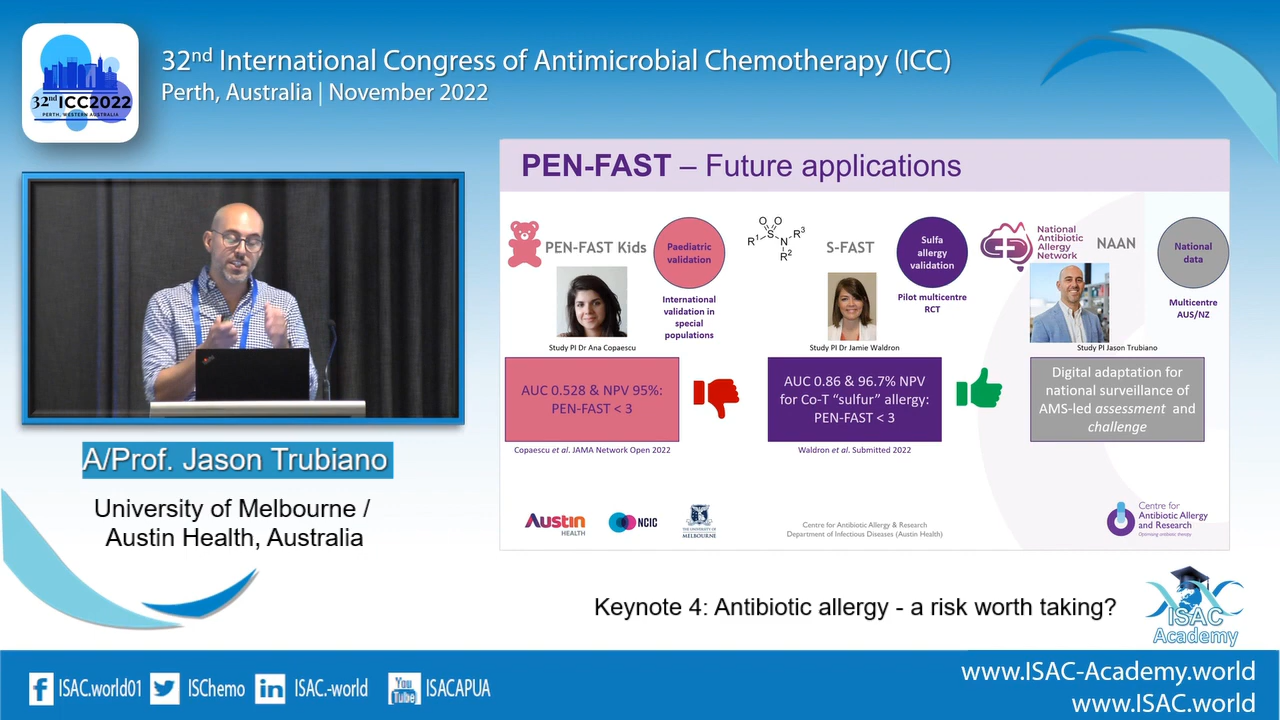 32nd International Congress of Antimicrobial Chemotherapy (ICC)
Perth, Australia | November 2022
32nd ICC2022
PERTH, WESTERN AUSTRALIA
PEN-FAST – Future applications
PEN-FAST Kids
Paediatric
validation
International
validation in
special
populations
Study PI Dr Ana Copaescu
AUC 0.528 & NPV 95%:
PEN-FAST < 3
Copaescu et al. JAMA Network Open 2022
O O
R1 S N R3
R2
S-FAST
Sulfa
allergy
validation
Pilot multicentre
RCT
Study PI Dr Jamie Waldron
AUC 0.86 & 96.7% NPV
for Co-T “sulfur” allergy:
PEN-FAST < 3
Waldron et al. Submitted 2022
National
Antibiotic
Allergy
Network
NAAN
National
data
Multicentre
AUS/NZ
Study PI Jason Trubiano
Digital adaptation for
national surveillance of
AMS-led assessment and
challenge
Austin
HEALTH
NCIC
THE UNIVERSITY OF
MELBOURNE
Centre for Antibiotic Allergy & Research
Department of Infectious Diseases (Austin Health)
Centre for
Antibiotic Allergy
and Research
Optimising antibiotic therapy
A/Prof. Jason Trubiano
University of Melbourne /
Austin Health, Australia
Keynote 4: Antibiotic allergy - a risk worth taking?
ISAC
Academy
ISAC.world01
ISChemo
ISAC.-world
You Tube
ISACAPUA
www.ISAC-Academy.world
www.ISAC.world